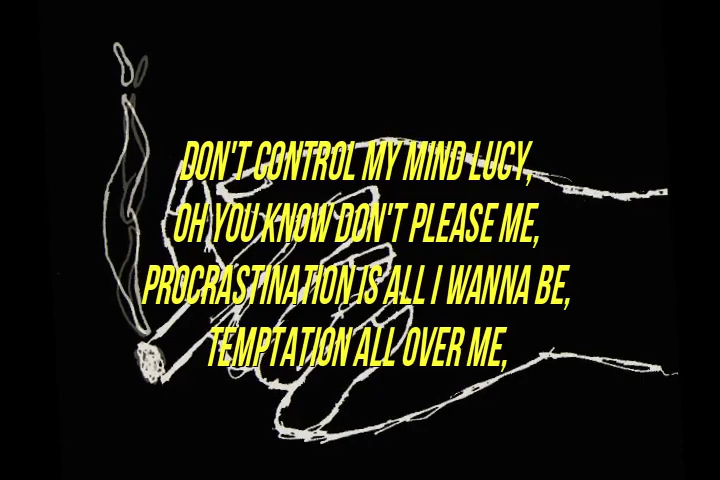 DON'T CONTROL MY MIND LUCY,
OH YOU KNOW DON'T PLEASE ME,
PROCRASTINATION IS ALL I WANNA BE,
TEMPTATION ALL OVER ME,